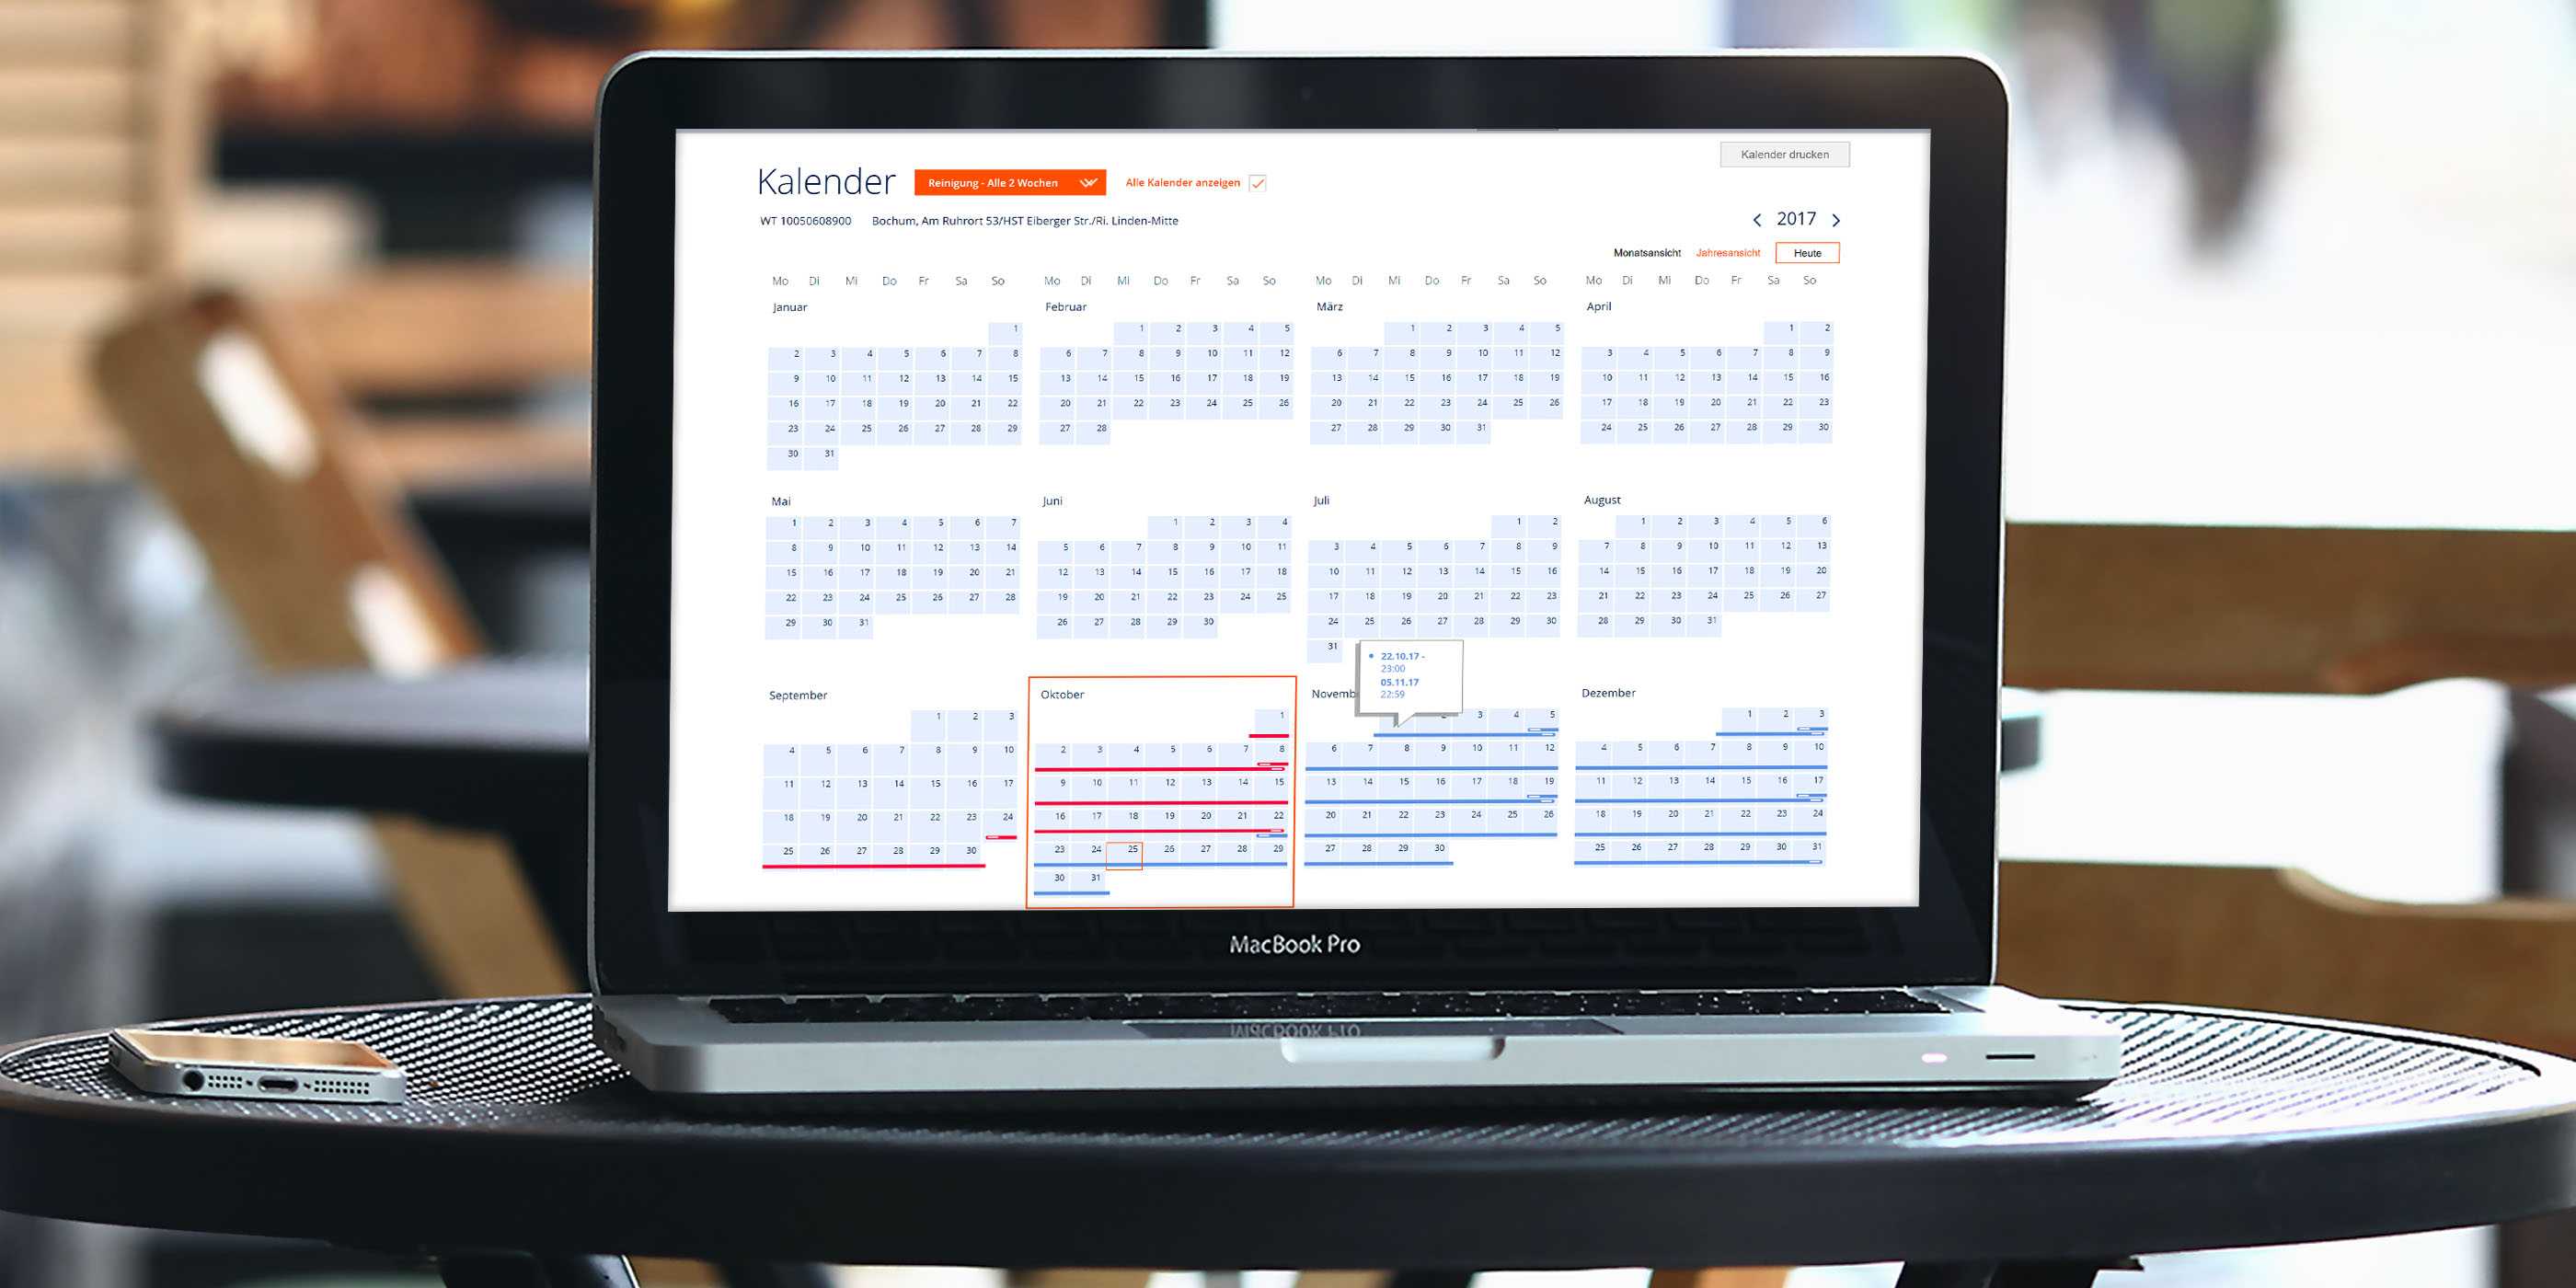 Kalender drucken
Kalender Reinigung - Alle 2 Wochen Alle Kalender anzeigen
WT 10050608900 Bochum, Am Ruhrort 53/HST Eiberger Str./Ri. Linden-Mitte
2017
Monatsansicht Jahresansicht Heute
Mo Di Mi Do Fr Sa So Mo Di Mi Do Fr Sa So Mo Di Mi Do Fr Sa So Mo Di Mi Do Fr Sa So
Januar
1
2 3 4 5 6 7 8
9 10 11 12 13 14 15
16 17 18 19 20 21 22
23 24 25 26 27 28 29
30 31
Februar
1 2 3 4 5
6 7 8 9 10 11 12
13 14 15 16 17 18 19
20 21 22 23 24 25 26
27 28
März
1 2 3 4 5
6 7 8 9 10 11 12
13 14 15 16 17 18 19
20 21 22 23 24 25 26
27 28 29 30 31
April
1 2
3 4 5 6 7 8 9
10 11 12 13 14 15 16
17 18 19 20 21 22 23
24 25 26 27 28 29 30
Mai
1 2 3 4 5 6 7
8 9 10 11 12 13 14
15 16 17 18 19 20 21
22 23 24 25 26 27 28
29 30 31
Juni
1 2 3 4
5 6 7 8 9 10 11
12 13 14 15 16 17 18
19 20 21 22 23 24 25
26 27 28 29 30
Juli
1 2
3 4 5 6 7 8 9
10 11 12 13 14 15 16
17 18 19 20 21 22 23
24 25 26 27 28 29 30
31
August
1 2 3 4 5 6
7 8 9 10 11 12 13
14 15 16 17 18 19 20
21 22 23 24 25 26 27
28 29 30 31
September
1 2 3
4 5 6 7 8 9 10
11 12 13 14 15 16 17
18 19 20 21 22 23 24
25 26 27 28 29 30
Oktober
1
2 3 4 5 6 7 8
9 10 11 12 13 14 15
16 17 18 19 20 21 22
23 24 25 26 27 28 29
30 31
22.10.17 -
23:00
05.11.17
22:59
Novemb
3 4 5
6 7 8 9 10 11 12
13 14 15 16 17 18 19
20 21 22 23 24 25 26
27 28 29 30
Dezember
1 2 3
4 5 6 7 8 9 10
11 12 13 14 15 16 17
18 19 20 21 22 23 24
25 26 27 28 29 30 31
MacBook Pro